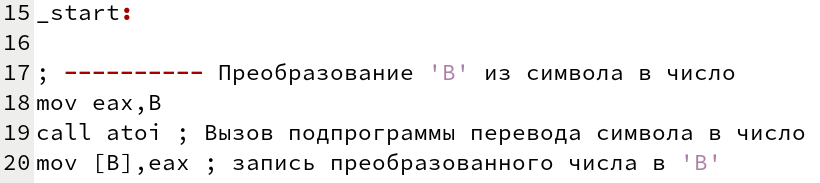 15 _start:
16
17 ; ---------- Преобразование 'B' из символа в число
18 mov eax,B
19 call atoi ; Вызов подпрограммы перевода символа в число
20 mov [B],eax ; запись преобразованного числа в 'B'